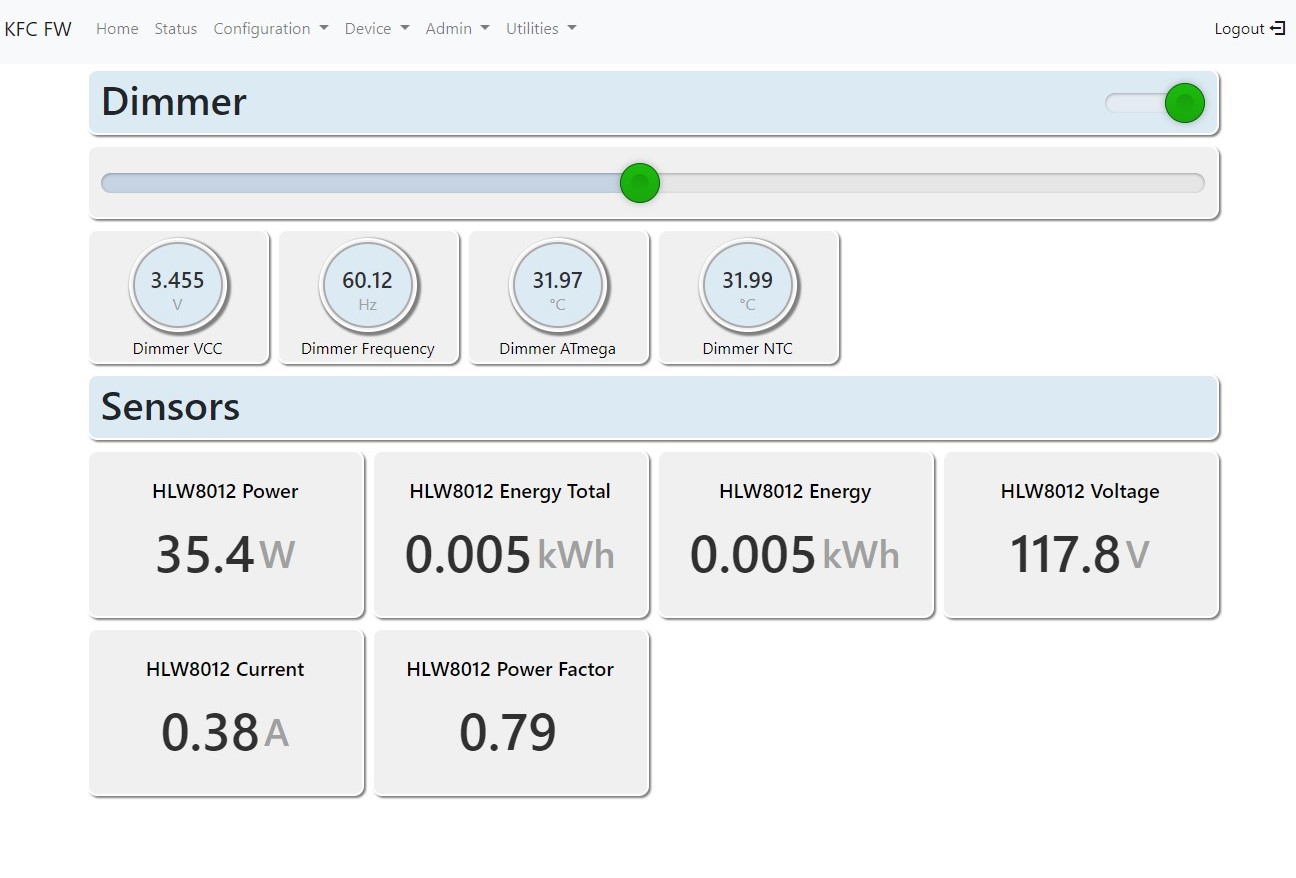 KFC FW Home Status Configuration Device Admin Utilities Logout
Dimmer
3.455 60.12 31.97 31.99
V Hz °C °C
Dimmer VCC Dimmer Frequency Dimmer ATmega Dimmer NTC
Sensors
HLW8012 Power HLW8012 Energy Total HLW8012 Energy HLW8012 Voltage
35.4 W 0.005 kWh 0.005 kWh 117.8 V
HLW8012 Current HLW8012 Power Factor
0.38 A 0.79